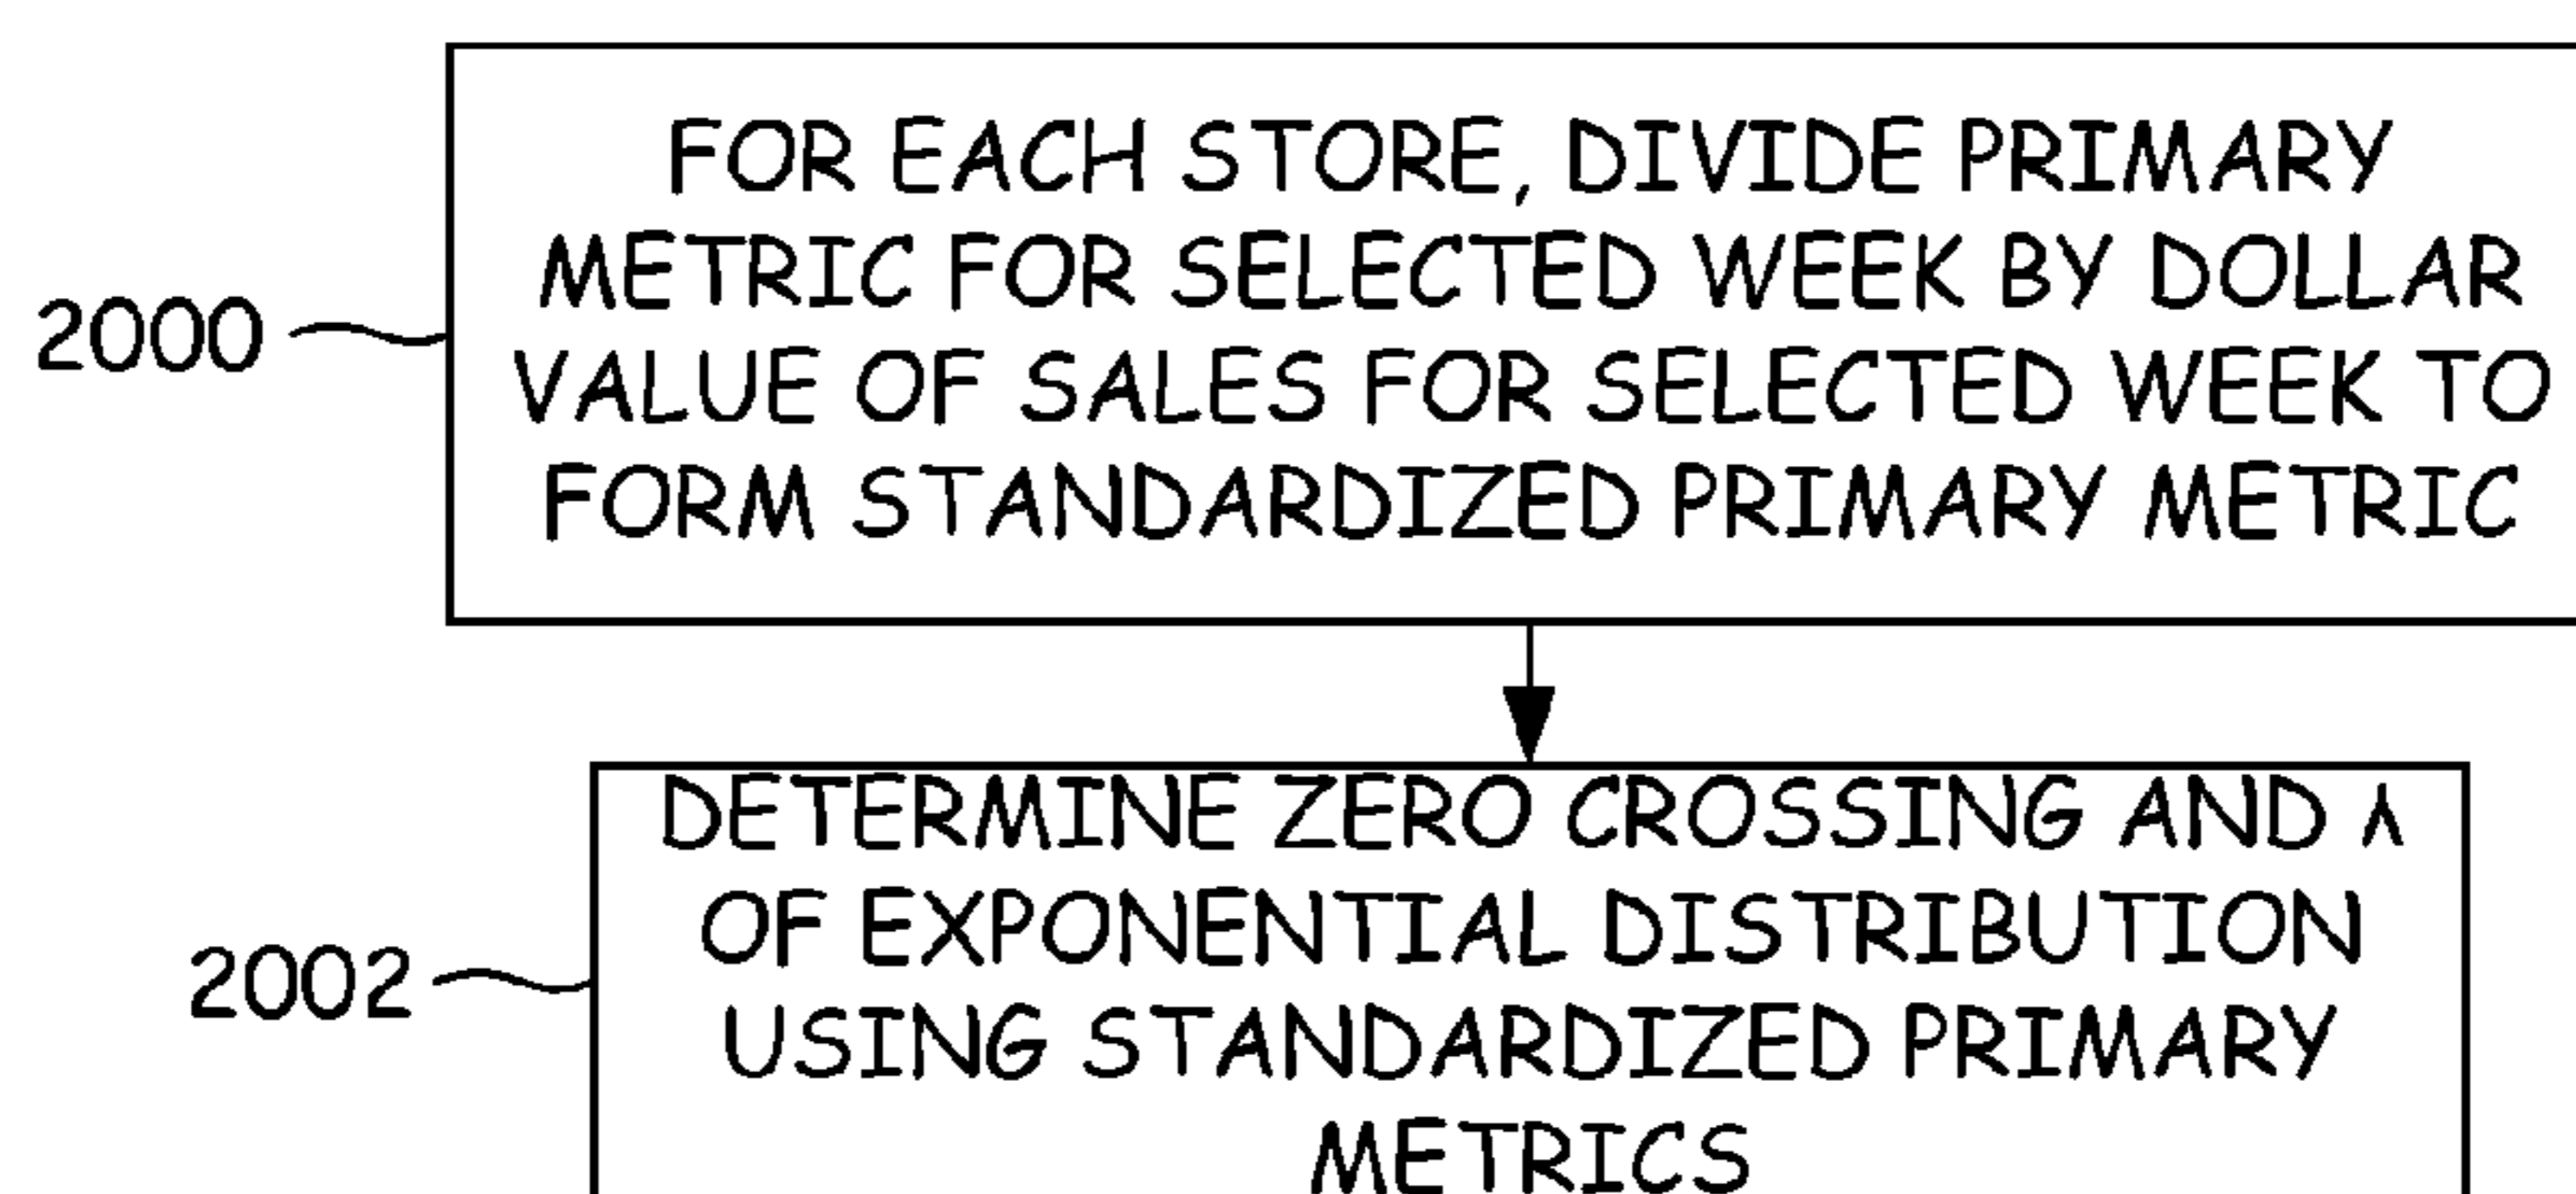 FOR EACH STORE, DIVIDE PRIMARY
METRIC FOR SELECTED WEEK BY DOLLAR
2000
VALUE OF SALES FOR SELECTED WEEK TO
FORM STANDARDIZED PRIMARY METRIC
DETERMINE ZERO CROSSING AND λ
OF EXPONENTIAL DISTRIBUTION
2002
USING STANDARDIZED PRIMARY
METRICS